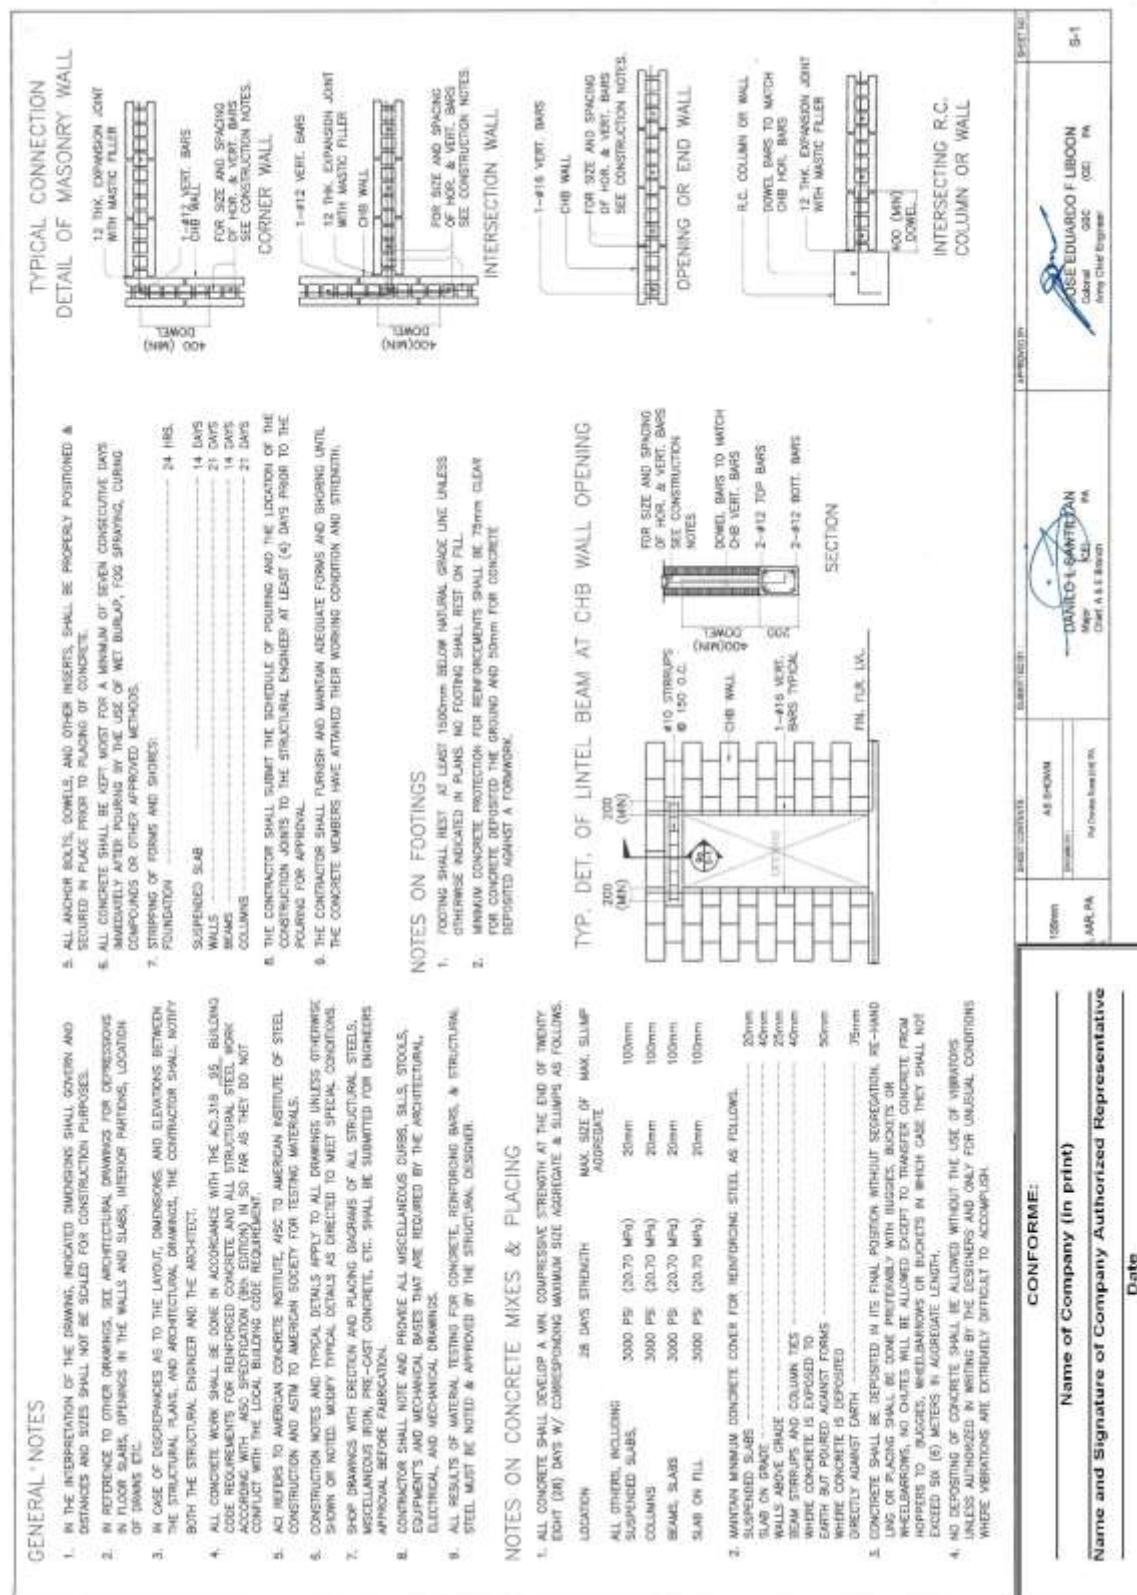 GENERAL NOTES
1. IN THE INTERPRETATION OF THE DRAWING, INDICATED DIMENSIONS SHALL GOVERN AND
DISTANCES AND SIZES SHALL NOT BE SCALED FOR CONSTRUCTION PURPOSES.
2. IN REFERENCE TO OTHER DRAWINGS, SEE ARCHITECTURAL DRAWINGS FOR DEPRESSIONS
IN FLOOR SLABS, OPENINGS IN THE WALLS AND SLABS, INTERIOR PARTIONS, LOCATION
OF DRAINS ETC.
3. IN CASE OF DISCREPANCIES AS TO THE LAYOUT, DIMENSIONS, AND ELEVATIONS BETWEEN
THE STRUCTURAL PLANS, AND ARCHITECTURAL DRAWINGS, THE CONTRACTOR SHALL NOTIFY
BOTH THE STRUCTURAL ENGINEER AND THE ARCHITECT.
4. ALL CONCRETE WORK SHALL BE DONE IN ACCORDANCE WITH THE ACI.318 95 BUILDING
CODE REQUIREMENTS FOR REINFORCED CONCRETE AND ALL STRUCTURAL STEEL WORK
ACCORDING WITH AISC SPECIFICATION (9th EDITION) IN SO FAR AS THEY DO NOT
CONFLICT WITH THE LOCAL BUILDING CODE REQUIREMENT.
5. ACI REFERS TO AMERICAN CONCRETE INSTITUTE, AISC TO AMERICAN INSTITUTE OF STEEL
CONSTRUCTION AND ASTM TO AMERICAN SOCIETY FOR TESTING MATERIALS.
6. CONSTRUCTION NOTES AND TYPICAL DETAILS APPLY TO ALL DRAWINGS UNLESS OTHERWISE
SHOWN OR NOTED. MODIFY TYPICAL DETAILS AS DIRECTED TO MEET SPECIAL CONDITIONS.
7. SHOP DRAWINGS WITH ERECTION AND PLACING DIAGRAMS OF ALL STRUCTURAL STEELS,
MISCELLANEOUS IRON, PRE-CAST CONCRETE, ETC. SHALL BE SUBMITTED FOR ENGINEERS
APPROVAL BEFORE FABRICATION.
8. CONTRACTOR SHALL NOTE AND PROVIDE ALL MISCELLANEOUS CURBS, SILLS, STOOLS,
EQUIPMENTS AND MECHANICAL BASES THAT ARE REQUIRED BY THE ARCHITECTURAL,
ELECTRICAL, AND MECHANICAL DRAWINGS.
9. ALL RESULTS OF MATERIAL TESTING FOR CONCRETE, REINFORCING BARS, & STRUCTURAL
STEEL MUST BE NOTED & APPROVED BY THE STRUCTURAL DESIGNER.
NOTES ON CONCRETE MIXES & PLACING
1. ALL CONCRETE SHALL DEVELOP A MIN. COMPRESSIVE STRENGTH AT THE END OF TWENTY
EIGHT (28) DAYS W/ CORRESPONDING MAXIMUM SIZE AGGREGATE & SLUMPS AS FOLLOWS.
LOCATION 28 DAYS STRENGTH MAX. SIZE OF AGGREGATE MAX. SLUMP
ALL OTHERS, INCLUDING
SUSPENDED SLABS, 3000 PSI (20.70 MPa) 20mm 100mm
COLUMNS 3000 PSI (20.70 MPa) 20mm 100mm
BEAMS, SLABS 3000 PSI (20.70 MPa) 20mm 100mm
SLAB ON FILL 3000 PSI (20.70 MPa) 20mm 100mm
2. MAINTAIN MINIMUM CONCRETE COVER FOR REINFORCING STEEL AS FOLLOWS.
SUSPENDED SLABS 20mm
SLAB ON GRADE 40mm
WALLS ABOVE GRADE 25mm
BEAM STIRRUPS AND COLUMN TIES 40mm
WHERE CONCRETE IS EXPOSED TO
EARTH BUT POURED AGAINST FORMS 50mm
WHERE CONCRETE IS DEPOSITED
DIRECTLY AGAINST EARTH 75mm
3. CONCRETE SHALL BE DEPOSITED IN ITS FINAL POSITION WITHOUT SEGREGATION, RE-HAND
LING OR PLACING SHALL BE DONE PREFERABLY WITH BUGGIES, BUCKETS OR
WHEELBARROWS, NO CHUTES WILL BE ALLOWED EXCEPT TO TRANSFER CONCRETE FROM
HOPPERS TO BUGGIES, WHEELBARROWS OR BUCKETS IN WHICH CASE THEY SHALL NOT
EXCEED SIX (6) METERS IN AGGREGATE LENGTH.
4. NO DEPOSITING OF CONCRETE SHALL BE ALLOWED WITHOUT THE USE OF VIBRATORS
UNLESS AUTHORIZED IN WRITING BY THE DESIGNERS AND ONLY FOR UNUSUAL CONDITIONS
WHERE VIBRATIONS ARE EXTREMELY DIFFICULT TO ACCOMPLISH.
5. ALL ANCHOR BOLTS, DOWELS, AND OTHER INSERTS, SHALL BE PROPERLY POSITIONED &
SECURED IN PLACE PRIOR TO PLACING OF CONCRETE.
6. ALL CONCRETE SHALL BE KEPT MOIST FOR A MINIMUM OF SEVEN CONSECUTIVE DAYS
IMMEDIATELY AFTER POURING BY THE USE OF WET BURLAP, FOG SPRAYING, CURING
COMPOUNDS OR OTHER APPROVED METHODS.
7. STRIPPING OF FORMS AND SHORES:
FOUNDATION 24 HRS.
SUSPENDED SLAB 14 DAYS
WALLS 21 DAYS
BEAMS 14 DAYS
COLUMNS 21 DAYS
8. THE CONTRACTOR SHALL SUBMIT THE SCHEDULE OF POURING AND THE LOCATION OF THE
CONSTRUCTION JOINTS TO THE STRUCTURAL ENGINEER AT LEAST (4) DAYS PRIOR TO THE
POURING FOR APPROVAL.
9. THE CONTRACTOR SHALL FURNISH AND MAINTAIN ADEQUATE FORMS AND SHORING UNTIL
THE CONCRETE MEMBERS HAVE ATTAINED THEIR WORKING CONDITION AND STRENGTH.
NOTES ON FOOTINGS
1. FOOTING SHALL REST AT LEAST 1500mm BELOW NATURAL GRADE LINE UNLESS
OTHERWISE INDICATED IN PLANS. NO FOOTING SHALL REST ON FILL.
2. MINIMUM CONCRETE PROTECTION FOR REINFORCEMENTS SHALL BE 75mm CLEAR
FOR CONCRETE DEPOSITED THE GROUND AND 50mm FOR CONCRETE
DEPOSITED AGAINST A FORMWORK.
TYP. DET. OF LINTEL BEAM AT CHB WALL OPENING
200 (MIN)
200 (MIN)
#10 STIRRUPS
@ 150 O.C.
CHB WALL
1-#16 VERT.
BARS TYPICAL
FIN. FLR. LVL.
400(MIN) DOWEL
200
FOR SIZE AND SPACING
OF HOR. & VERT. BARS
SEE CONSTRUCTION
NOTES
DOWEL BARS TO MATCH
CHB VERT. BARS
2-#12 TOP BARS
2-#12 BOTT. BARS
SECTION
TYPICAL CONNECTION
DETAIL OF MASONRY WALL
400 (MIN) DOWEL
12 THK. EXPANSION JOINT
WITH MASTIC FILLER
1-#12 VERT. BARS
CHB WALL
FOR SIZE AND SPACING
OF HOR. & VERT. BARS
SEE CONSTRUCTION NOTES.
CORNER WALL
400(MIN) DOWEL
1-#12 VERT. BARS
12 THK. EXPANSION JOINT
WITH MASTIC FILLER
CHB WALL
FOR SIZE AND SPACING
OF HOR. & VERT. BARS
SEE CONSTRUCTION NOTES.
INTERSECTION WALL
1-#16 VERT. BARS
CHB WALL
FOR SIZE AND SPACING
OF HOR. & VERT. BARS
SEE CONSTRUCTION NOTES.
OPENING OR END WALL
R.C. COLUMN OR WALL
DOWEL BARS TO MATCH
CHB HOR. BARS
12 THK. EXPANSION JOINT
WITH MASTIC FILLER
400 (MIN)
DOWEL
INTERSECTING R.C.
COLUMN OR WALL
CONFORME:
Name of Company (in print)
Name and Signature of Company Authorized Representative
Date
AAR, PA
SHEET CONTENTS
AS SHOWN
SUBMITTED BY:
DANILO L SANTILLAN
Major (CE) PA
Chief, A & E Branch
APPROVED BY:
JOSE EDUARDO F LIBOON
Colonel GSC (CE) PA
Army Chief Engineer
SHEET NO.
S-1